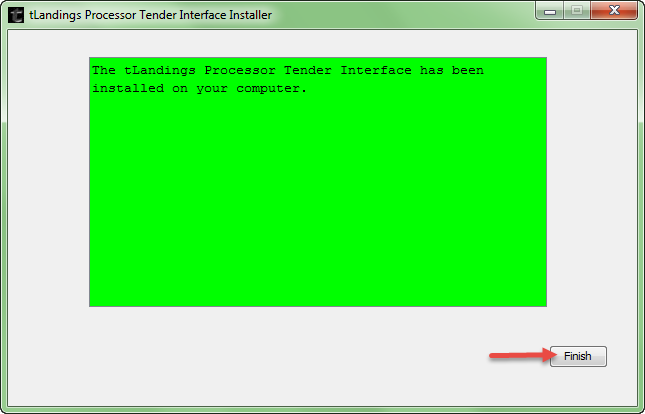 tLandings Processor Tender Interface Installer
The tLandings Processor Tender Interface has been
installed on your computer.
Finish